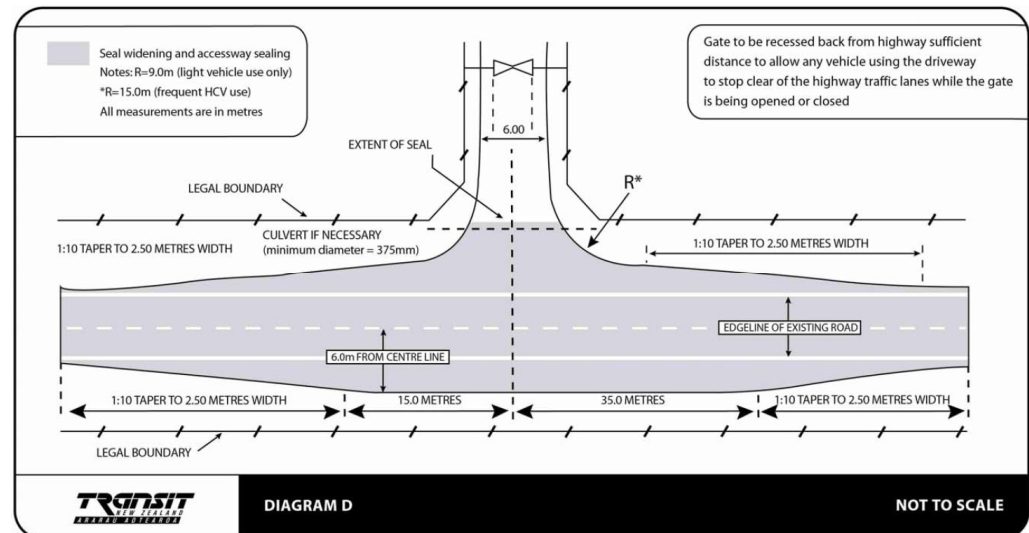 Seal widening and accessway sealing
Notes: R=9.0m (light vehicle use only)
*R=15.0m (frequent HCV use)
All measurements are in metres
Gate to be recessed back from highway sufficient
distance to allow any vehicle using the driveway
to stop clear of the highway traffic lanes while the gate
is being opened or closed
6.00
EXTENT OF SEAL
R*
LEGAL BOUNDARY
CULVERT IF NECESSARY
(minimum diameter = 375mm)
1:10 TAPER TO 2.50 METRES WIDTH
1:10 TAPER TO 2.50 METRES WIDTH
EDGELINE OF EXISTING ROAD
6.0m FROM CENTRE LINE
1:10 TAPER TO 2.50 METRES WIDTH
15.0 METRES
35.0 METRES
1:10 TAPER TO 2.50 METRES WIDTH
LEGAL BOUNDARY
TRANSIT
NEW ZEALAND
ARARAU AOTEAROA
DIAGRAM D
NOT TO SCALE